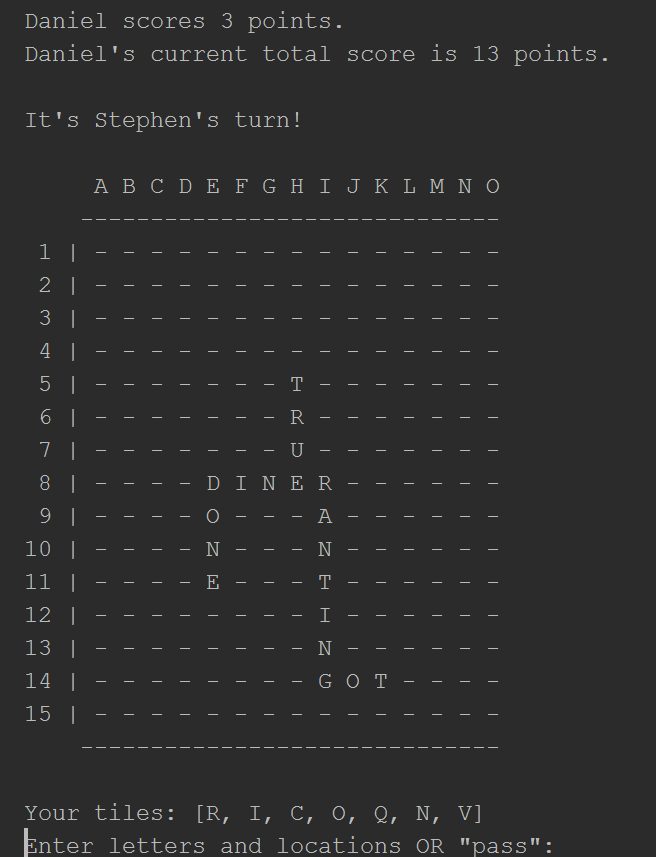 Daniel scores 3 points.
Daniel's current total score is 13 points.
It's Stephen's turn!
A B C D E F G H I J K L M N O
------------------------------
1 | - - - - - - - - - - - - - - -
2 | - - - - - - - - - - - - - - -
3 | - - - - - - - - - - - - - - -
4 | - - - - - - - - - - - - - - -
5 | - - - - - - - T - - - - - - -
6 | - - - - - - - R - - - - - - -
7 | - - - - - - - U - - - - - - -
8 | - - - - D I N E R - - - - - -
9 | - - - - O - - - A - - - - - -
10 | - - - - N - - - N - - - - - -
11 | - - - - E - - - T - - - - - -
12 | - - - - - - - - I - - - - - -
13 | - - - - - - - - N - - - - - -
14 | - - - - - - - - G O T - - - -
15 | - - - - - - - - - - - - - - -
------------------------------
Your tiles: [R, I, C, O, Q, N, V]
Enter letters and locations OR "pass":